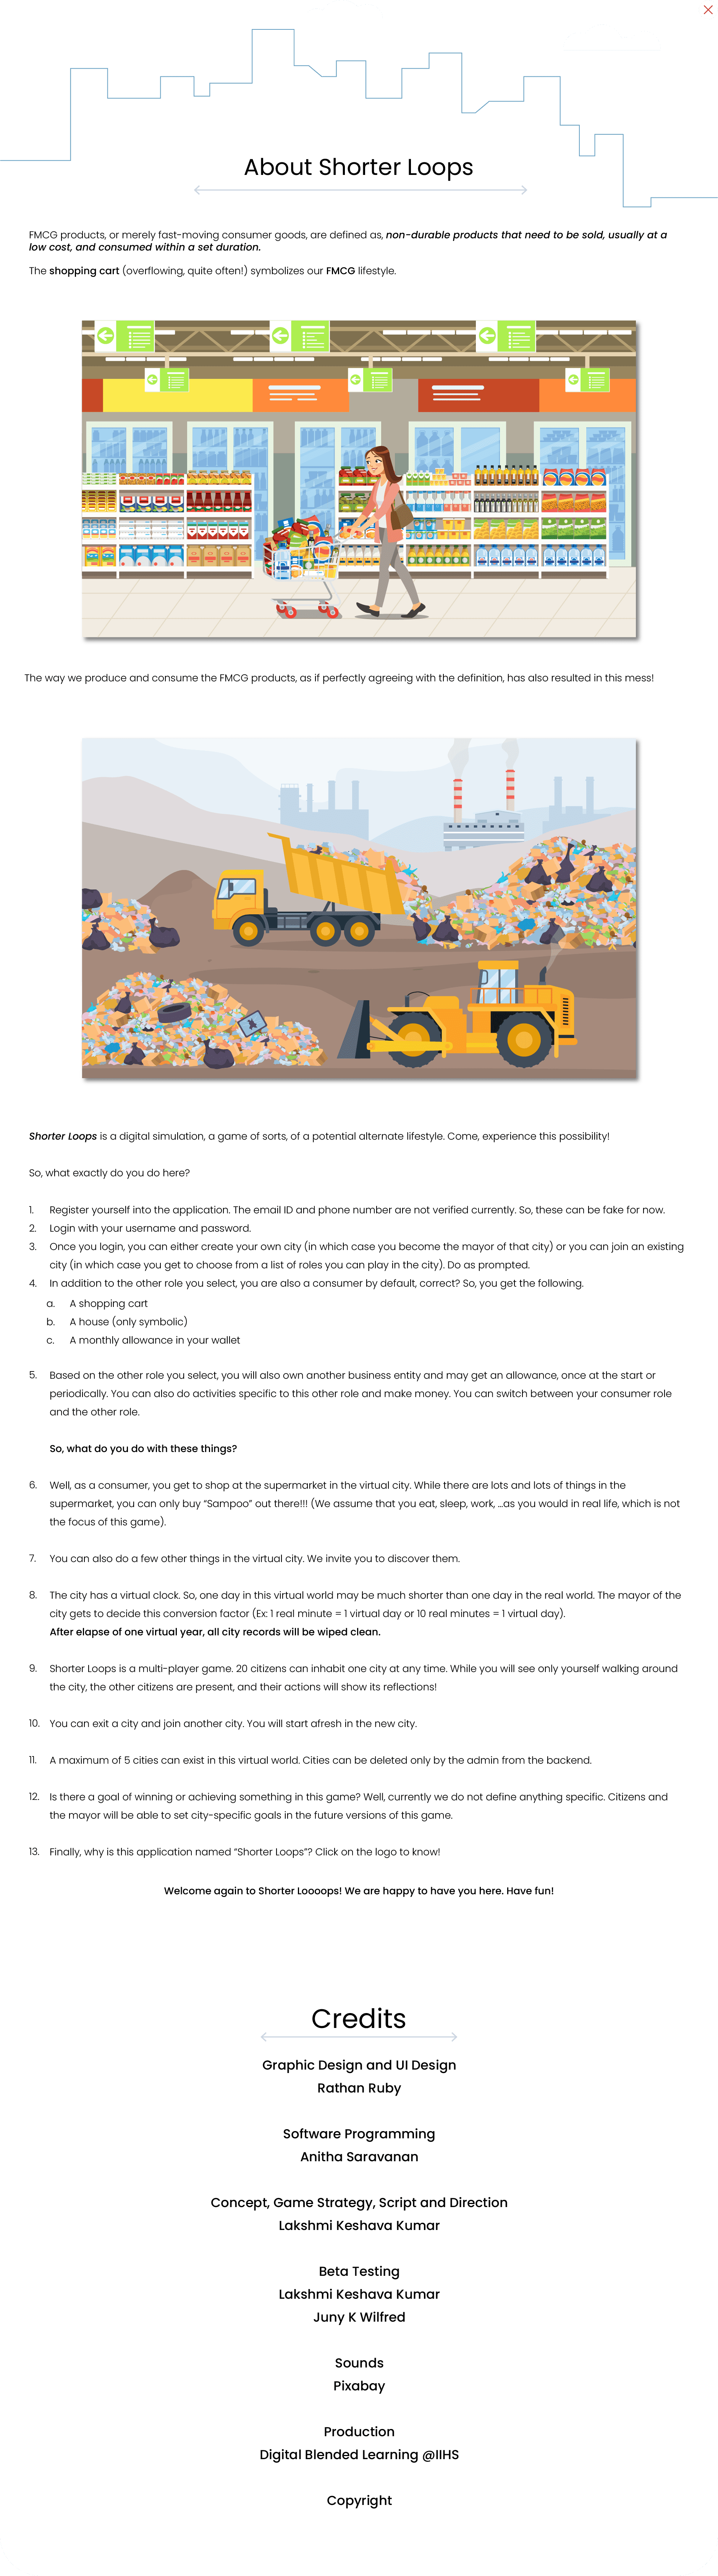 About Shorter Loops
FMCG products, or merely fast-moving consumer goods, are defined as, non-durable products that need to be sold, usually at a
low cost, and consumed within a set duration.
The shopping cart (overflowing, quite often!) symbolizes our FMCG lifestyle.
The way we produce and consume the FMCG products, as if perfectly agreeing with the definition, has also resulted in this mess!
Shorter Loops is a digital simulation, a game of sorts, of a potential alternate lifestyle. Come, experience this possibility!
So, what exactly do you do here?
1. Register yourself into the application. The email ID and phone number are not verified currently. So, these can be fake for now.
2. Login with your username and password.
3. Once you login, you can either create your own city (in which case you become the mayor of that city) or you can join an existing
city (in which case you get to choose from a list of roles you can play in the city). Do as prompted.
4. In addition to the other role you select, you are also a consumer by default, correct? So, you get the following.
a. A shopping cart
b. A house (only symbolic)
c. A monthly allowance in your wallet
5. Based on the other role you select, you will also own another business entity and may get an allowance, once at the start or
periodically. You can also do activities specific to this other role and make money. You can switch between your consumer role
and the other role.
So, what do you do with these things?
6. Well, as a consumer, you get to shop at the supermarket in the virtual city. While there are lots and lots of things in the
supermarket, you can only buy “Sampoo” out there!!! (We assume that you eat, sleep, work, …as you would in real life, which is not
the focus of this game).
7. You can also do a few other things in the virtual city. We invite you to discover them.
8. The city has a virtual clock. So, one day in this virtual world may be much shorter than one day in the real world. The mayor of the
city gets to decide this conversion factor (Ex: 1 real minute = 1 virtual day or 10 real minutes = 1 virtual day).
After elapse of one virtual year, all city records will be wiped clean.
9. Shorter Loops is a multi-player game. 20 citizens can inhabit one city at any time. While you will see only yourself walking around
the city, the other citizens are present, and their actions will show its reflections!
10. You can exit a city and join another city. You will start afresh in the new city.
11. A maximum of 5 cities can exist in this virtual world. Cities can be deleted only by the admin from the backend.
12. Is there a goal of winning or achieving something in this game? Well, currently we do not define anything specific. Citizens and
the mayor will be able to set city-specific goals in the future versions of this game.
13. Finally, why is this application named “Shorter Loops”? Click on the logo to know!
Welcome again to Shorter Loooops! We are happy to have you here. Have fun!
Credits
Graphic Design and UI Design
Rathan Ruby
Software Programming
Anitha Saravanan
Concept, Game Strategy, Script and Direction
Lakshmi Keshava Kumar
Beta Testing
Lakshmi Keshava Kumar
Juny K Wilfred
Sounds
Pixabay
Production
Digital Blended Learning @IIHS
Copyright